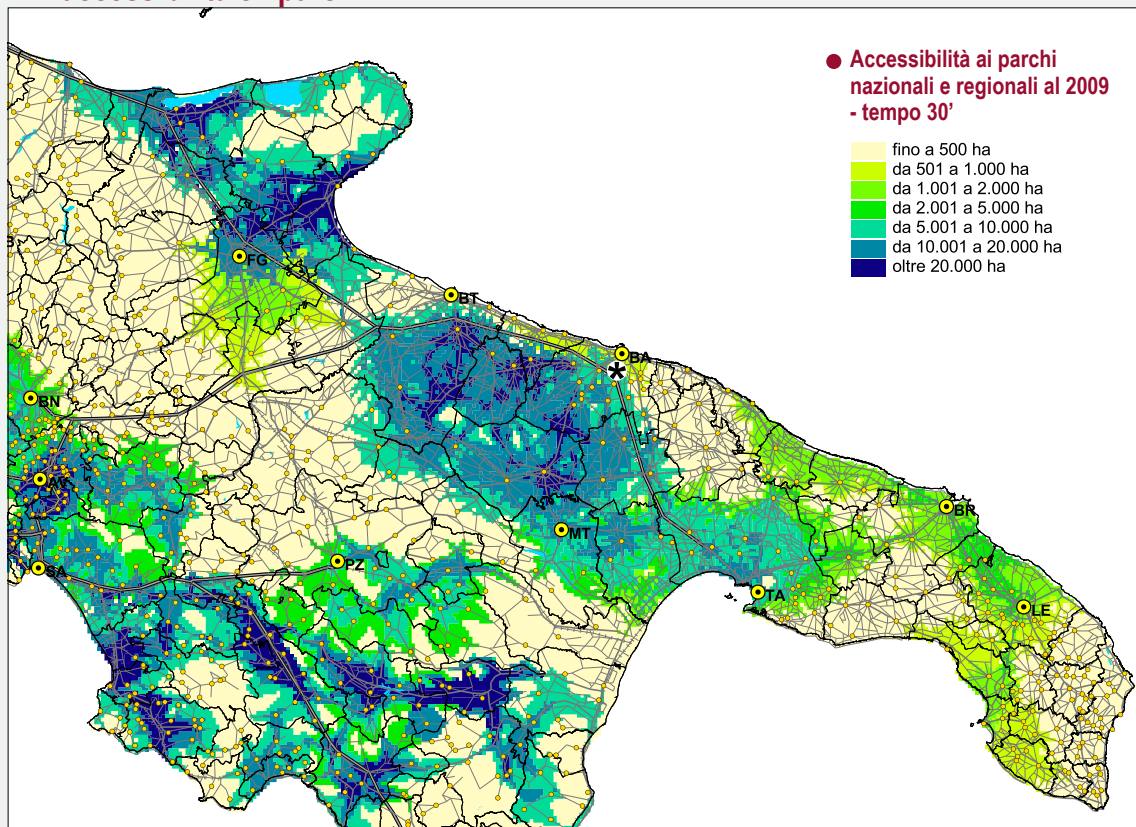 ● Accessibilità ai parchi
nazionali e regionali al 2009
- tempo 30’
fino a 500 ha
da 501 a 1.000 ha
da 1.001 a 2.000 ha
da 2.001 a 5.000 ha
da 5.001 a 10.000 ha
da 10.001 a 20.000 ha
oltre 20.000 ha
FG
BT
BA
*
BN
AV
BR
MT
PZ
SA
TA
LE